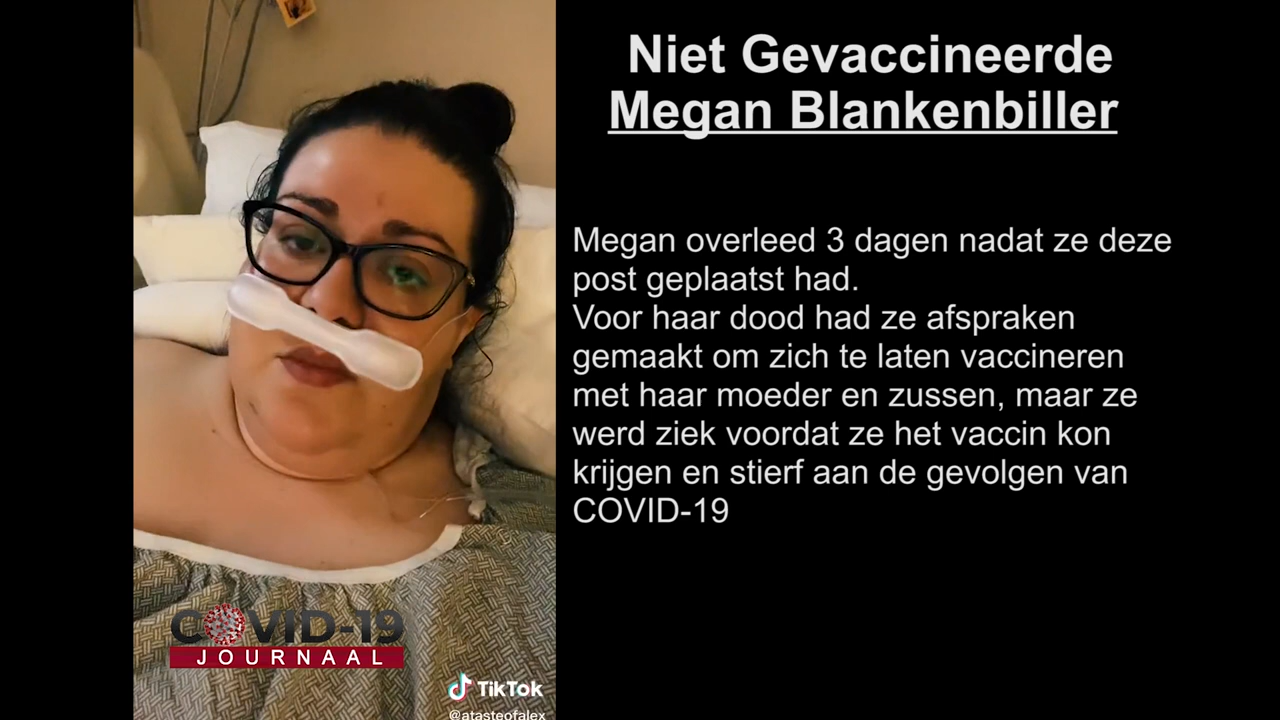 Niet Gevaccineerde
Megan Blankenbiller
Megan overleed 3 dagen nadat ze deze
post geplaatst had.
Voor haar dood had ze afspraken
gemaakt om zich te laten vaccineren
met haar moeder en zussen, maar ze
werd ziek voordat ze het vaccin kon
krijgen en stierf aan de gevolgen van
COVID-19
COVID-19
JOURNAAL
TikTok
@atasteofalex